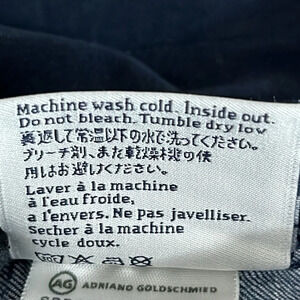 Machine wash cold. Inside out.
Do not bleach. Tumble dry low
裏返して常温以下の水で洗ってください。
ブリーチ剤、また乾燥機の使
用はお避けください。
Laver à la machine
à l'eau froide,
a l'envers. Ne pas javelliser.
Secher à la machine
cycle doux.
AG ADRIANO GOLDSCHMIED